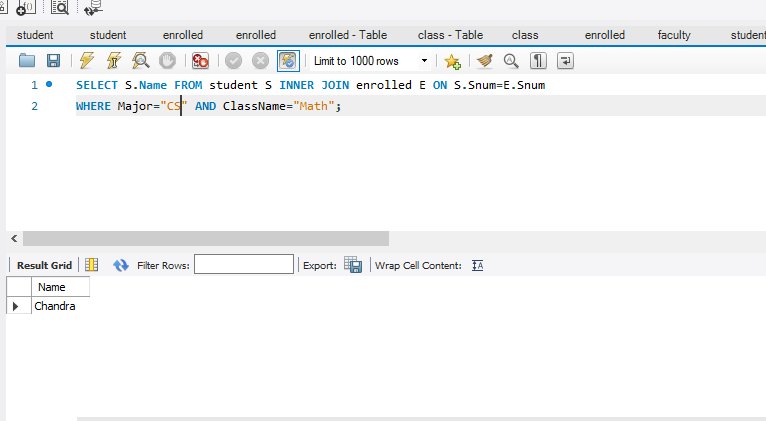 f()
student student enrolled enrolled enrolled - Table class - Table class enrolled faculty student
Limit to 1000 rows
1 SELECT S.Name FROM student S INNER JOIN enrolled E ON S.Snum=E.Snum
2 WHERE Major="CS" AND ClassName="Math";
Result Grid Filter Rows: Export: Wrap Cell Content: IA
Name
Chandra